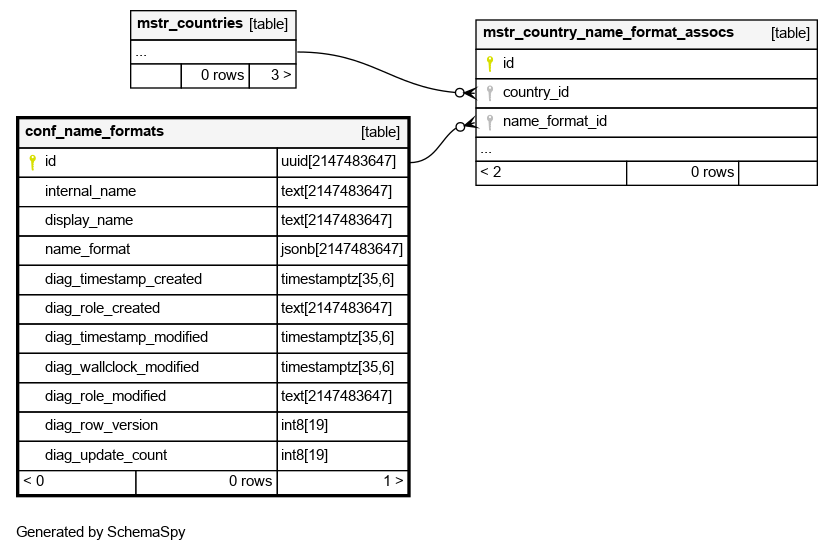 mstr_countries [table]
...
0 rows 3 >
mstr_country_name_format_assocs [table]
id
country_id
name_format_id
...
< 2 0 rows
conf_name_formats [table]
id uuid[2147483647]
internal_name text[2147483647]
display_name text[2147483647]
name_format jsonb[2147483647]
diag_timestamp_created timestamptz[35,6]
diag_role_created text[2147483647]
diag_timestamp_modified timestamptz[35,6]
diag_wallclock_modified timestamptz[35,6]
diag_role_modified text[2147483647]
diag_row_version int8[19]
diag_update_count int8[19]
< 0 0 rows 1 >
Generated by SchemaSpy